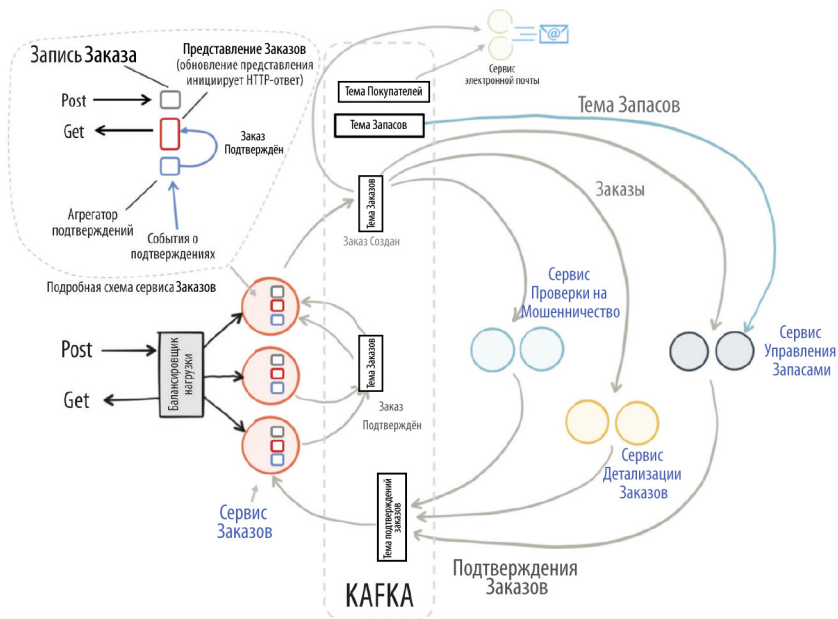 Запись Заказа
Представление Заказов
(обновление представления
инициирует HTTP-ответ)
Post
Get
Заказ
Подтверждён
Агрегатор
подтверждений
События о
подтверждениях
Подробная схема сервиса Заказов
Сервис
электронной почты
Тема Покупателей
Тема Запасов
Тема Запасов
Тема Заказов
Заказ Создан
Заказы
Сервис
Проверки на
Мошенничество
Сервис
Управления
Запасами
Post
Get
Балансировщик
нагрузки
Тема Заказов
Заказ
Подтверждён
Сервис
Детализации
Заказов
Сервис
Заказов
Тема подтверждений
заказов
Подтверждения
Заказов
KAFKA